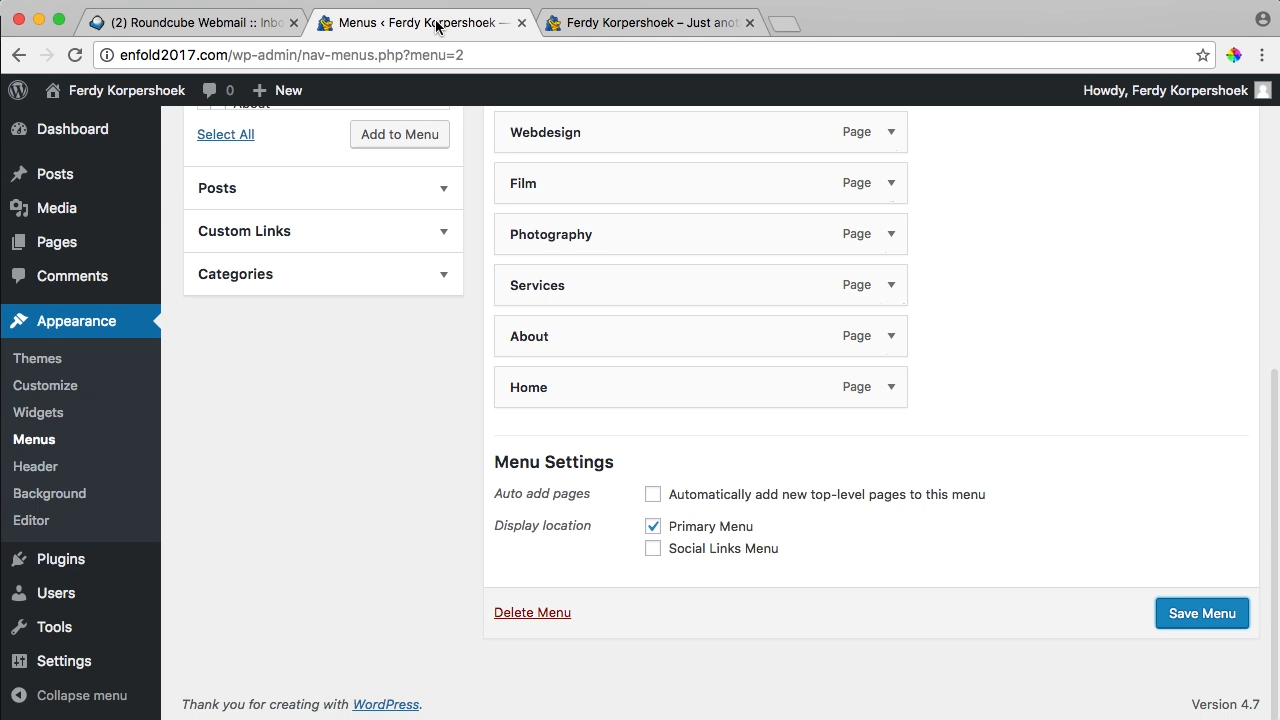 (2) Roundcube Webmail :: Inbo
Menus ‹ Ferdy Korpershoek —
Ferdy Korpershoek – Just anot
enfold2017.com/wp-admin/nav-menus.php?menu=2
Ferdy Korpershoek
0
New
Howdy, Ferdy Korpershoek
Dashboard
Posts
Media
Pages
Comments
Appearance
Themes
Customize
Widgets
Menus
Header
Background
Editor
Plugins
Users
Tools
Settings
Collapse menu
About
Select All
Add to Menu
Posts
Custom Links
Categories
Webdesign Page
Film Page
Photography Page
Services Page
About Page
Home Page
Menu Settings
Auto add pages Automatically add new top-level pages to this menu
Display location Primary Menu
Social Links Menu
Delete Menu
Save Menu
Thank you for creating with WordPress.
Version 4.7